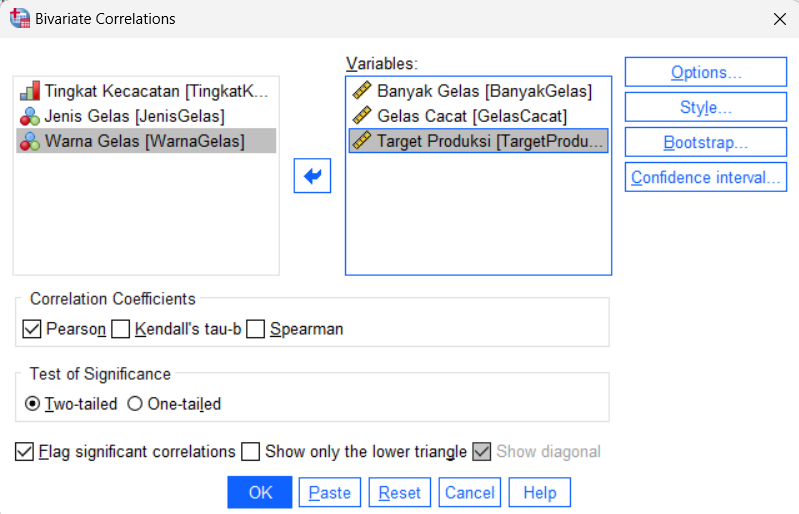 Bivariate Correlations
Variables:
Tingkat Kecacatan [TingkatK...
Jenis Gelas [JenisGelas]
Warna Gelas [WarnaGelas]
Banyak Gelas [BanyakGelas]
Gelas Cacat [GelasCacat]
Target Produksi [TargetProdu...
Options...
Style...
Bootstrap...
Confidence interval...
Correlation Coefficients
Pearson Kendall's tau-b Spearman
Test of Significance
Two-tailed One-tailed
Flag significant correlations Show only the lower triangle Show diagonal
OK Paste Reset Cancel Help